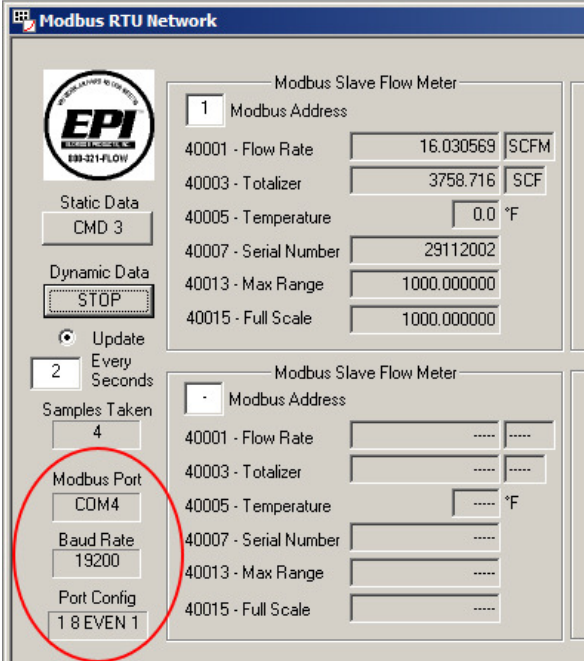 Modbus RTU Network
EPI
888-321-FLOW
Static Data
CMD 3
Dynamic Data
STOP
Update
2 Every
Seconds
Samples Taken
4
Modbus Port
COM4
Baud Rate
19200
Port Config
1 8 EVEN 1
Modbus Slave Flow Meter
1 Modbus Address
40001 - Flow Rate 16.030569 SCFM
40003 - Totalizer 3758.716 SCF
40005 - Temperature 0.0 °F
40007 - Serial Number 29112002
40013 - Max Range 1000.000000
40015 - Full Scale 1000.000000
Modbus Slave Flow Meter
- Modbus Address
40001 - Flow Rate ----- -----
40003 - Totalizer ----- -----
40005 - Temperature ----- °F
40007 - Serial Number -----
40013 - Max Range -----
40015 - Full Scale -----